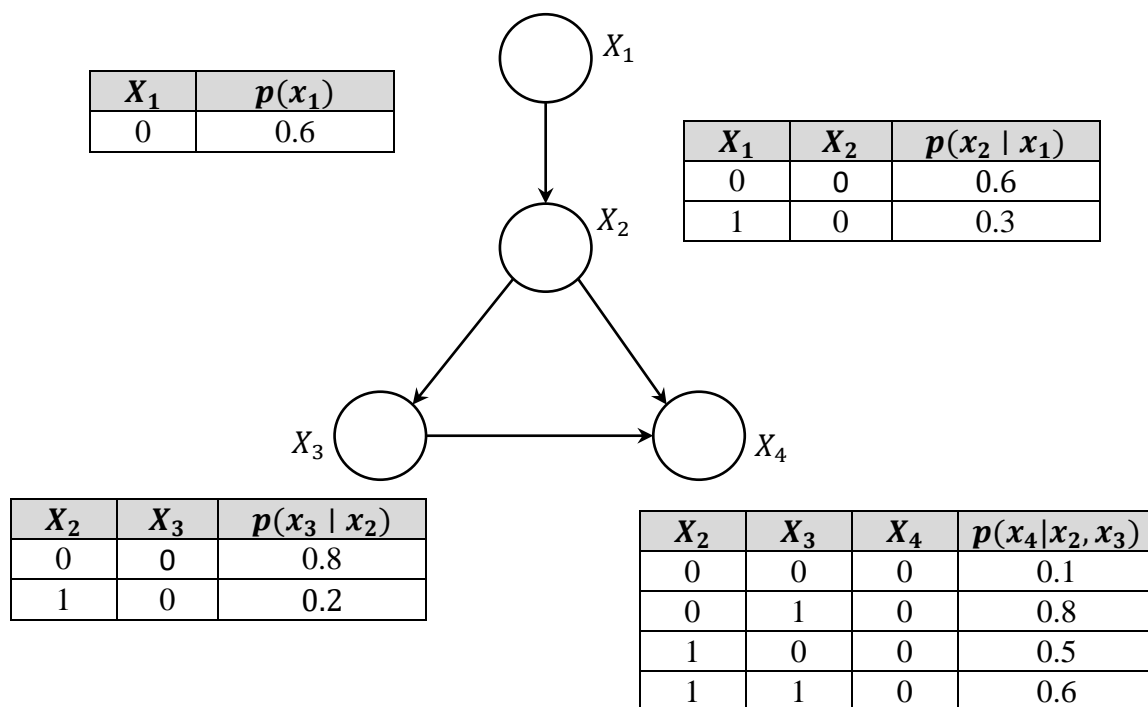 X₁
X₁ p(x₁)
0 0.6
X₁ X₂ p(x₂ | x₁)
0 0 0.6
1 0 0.3
X₂
X₃
X₄
X₂ X₃ p(x₃ | x₂)
0 0 0.8
1 0 0.2
X₂ X₃ X₄ p(x₄|x₂, x₃)
0 0 0 0.1
0 1 0 0.8
1 0 0 0.5
1 1 0 0.6